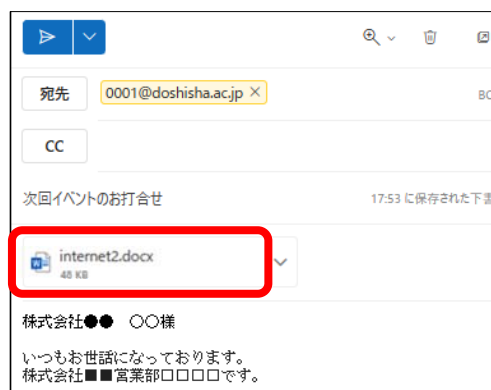 宛先
0001@doshisha.ac.jp ×
BC
CC
次回イベントのお打合せ
17:53 に保存された下書
internet2.docx
48 KB
株式会社●● 〇〇様
いつもお世話になっております。
株式会社■■営業部□□□□です。